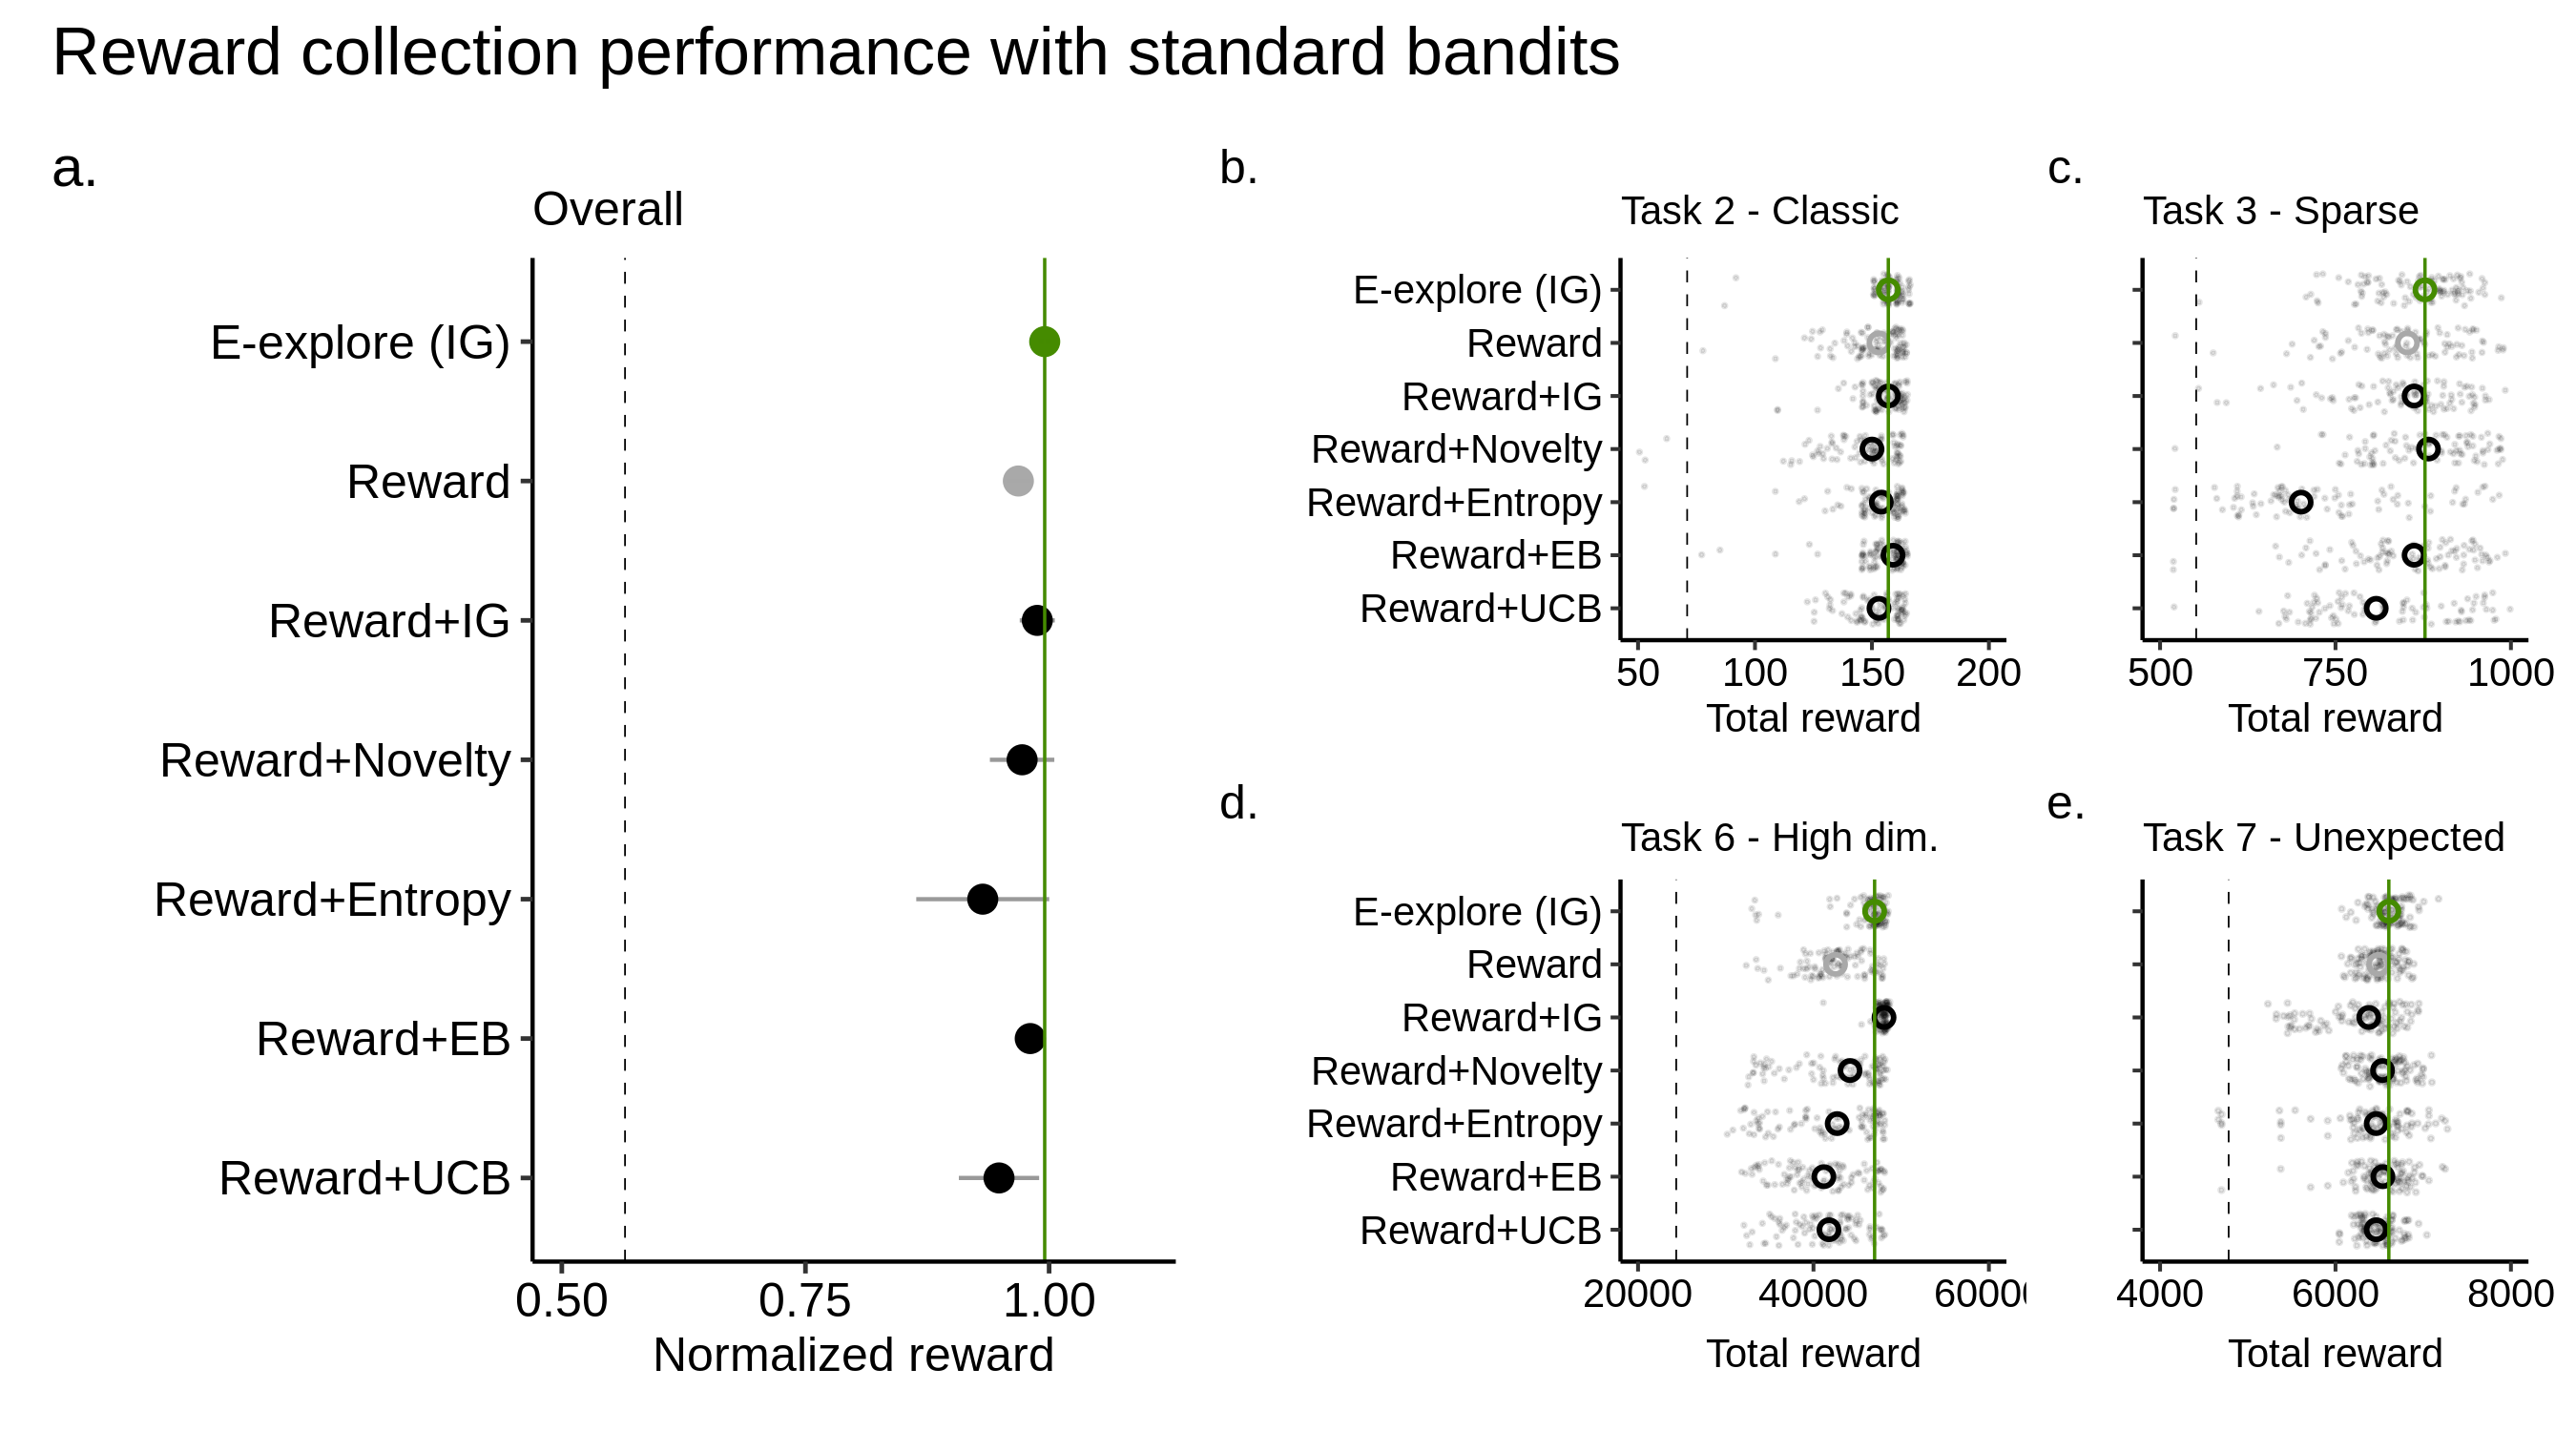 Reward collection performance with standard bandits
a.
Overall
E-explore (IG)
Reward
Reward+IG
Reward+Novelty
Reward+Entropy
Reward+EB
Reward+UCB
0.50 0.75 1.00
Normalized reward
b.
Task 2 - Classic
E-explore (IG)
Reward
Reward+IG
Reward+Novelty
Reward+Entropy
Reward+EB
Reward+UCB
50 100 150 200
Total reward
c.
Task 3 - Sparse
500 750 1000
Total reward
d.
Task 6 - High dim.
E-explore (IG)
Reward
Reward+IG
Reward+Novelty
Reward+Entropy
Reward+EB
Reward+UCB
20000 40000 6000
Total reward
e.
Task 7 - Unexpected
4000 6000 8000
Total reward